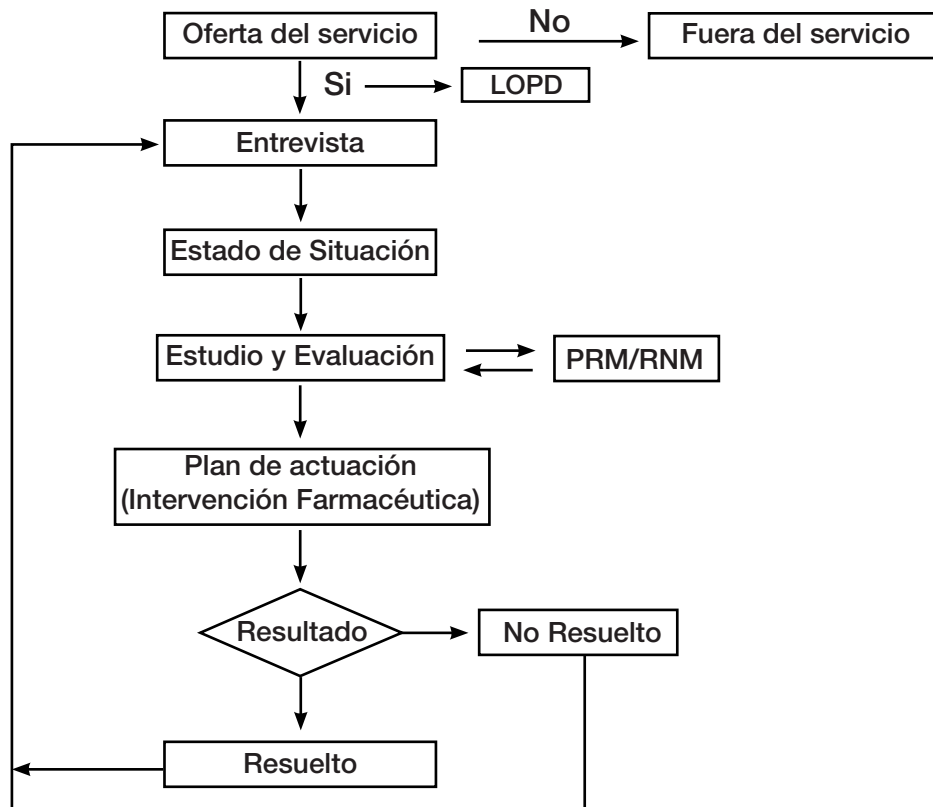 Oferta del servicio
No
Fuera del servicio
Si
LOPD
Entrevista
Estado de Situación
Estudio y Evaluación
PRM/RNM
Plan de actuación
(Intervención Farmacéutica)
Resultado
No Resuelto
Resuelto